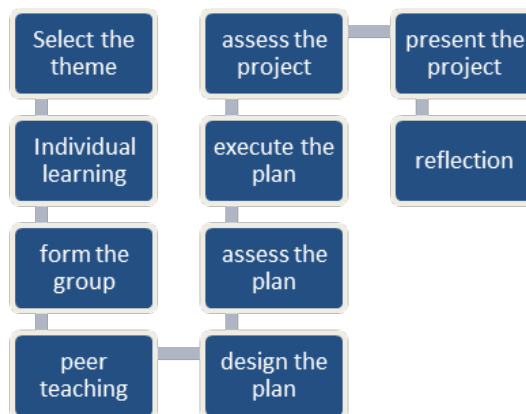 Select the
theme
Individual
learning
form the
group
peer
teaching
design the
plan
assess the
plan
execute the
plan
assess the
project
present the
project
reflection